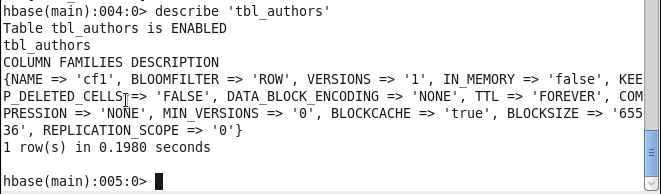 hbase(main):004:0> describe 'tbl_authors'
Table tbl_authors is ENABLED
tbl_authors
COLUMN FAMILIES DESCRIPTION
{NAME => 'cf1', BLOOMFILTER => 'ROW', VERSIONS => '1', IN_MEMORY => 'false', KEE
P_DELETED_CELLS => 'FALSE', DATA_BLOCK_ENCODING => 'NONE', TTL => 'FOREVER', COM
PRESSION => 'NONE', MIN_VERSIONS => '0', BLOCKCACHE => 'true', BLOCKSIZE => '655
36', REPLICATION_SCOPE => '0'}
1 row(s) in 0.1980 seconds
hbase(main):005:0>